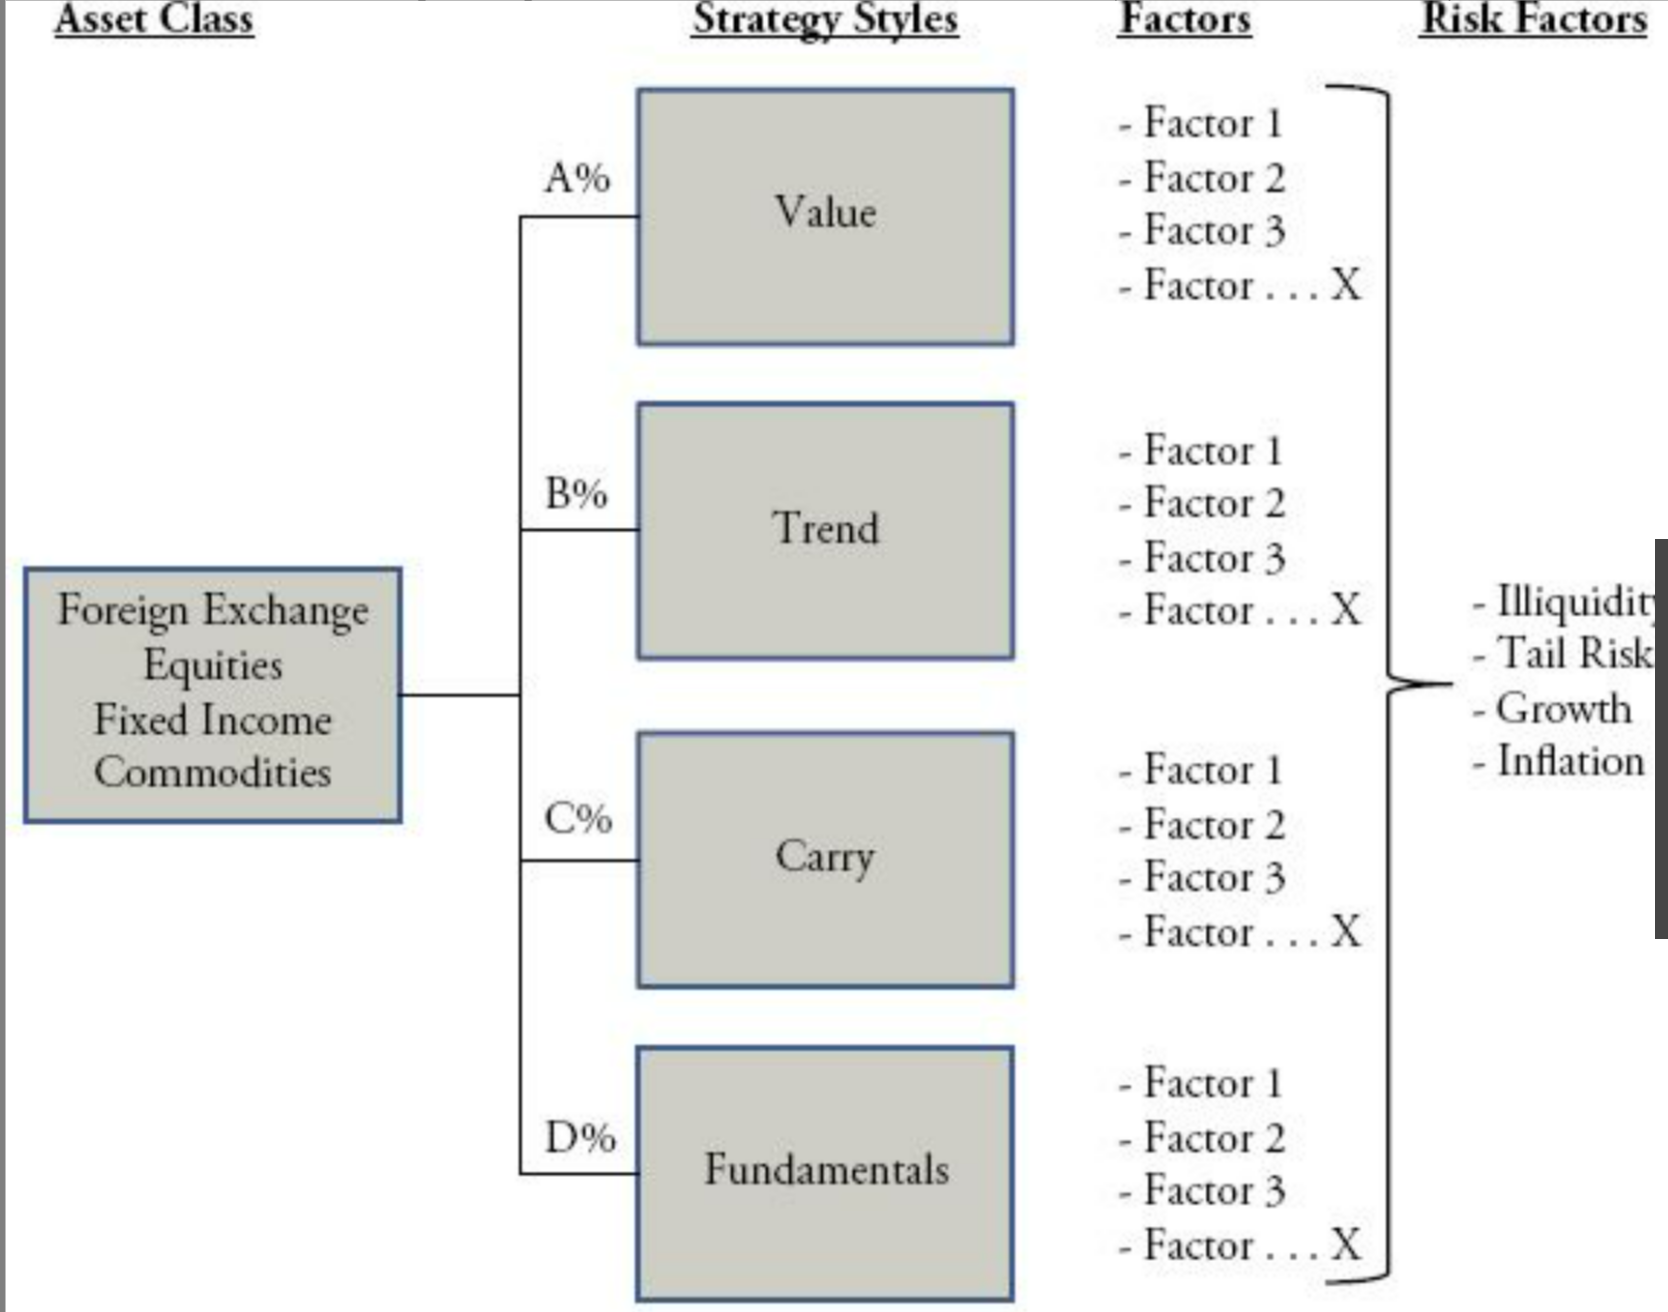 Asset Class
Strategy Styles
Factors
Risk Factors
A%
Value
- Factor 1
- Factor 2
- Factor 3
- Factor . . . X
B%
Trend
- Factor 1
- Factor 2
- Factor 3
- Factor . . . X
Foreign Exchange
Equities
Fixed Income
Commodities
- Illiquidity
- Tail Risk
- Growth
- Inflation
C%
Carry
- Factor 1
- Factor 2
- Factor 3
- Factor . . . X
D%
Fundamentals
- Factor 1
- Factor 2
- Factor 3
- Factor . . . X